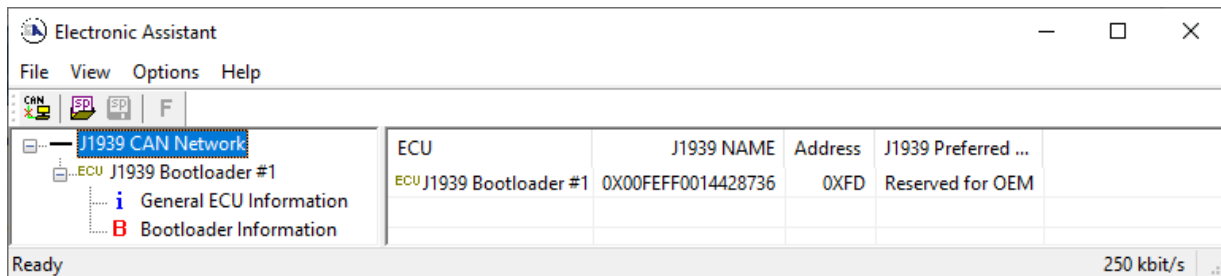 Electronic Assistant
File View Options Help
CAN SP SP F
J1939 CAN Network
ECU J1939 Bootloader #1
i General ECU Information
B Bootloader Information
ECU J1939 NAME Address J1939 Preferred ...
ECU J1939 Bootloader #1 0X00FEFF0014428736 0XFD Reserved for OEM
Ready 250 kbit/s